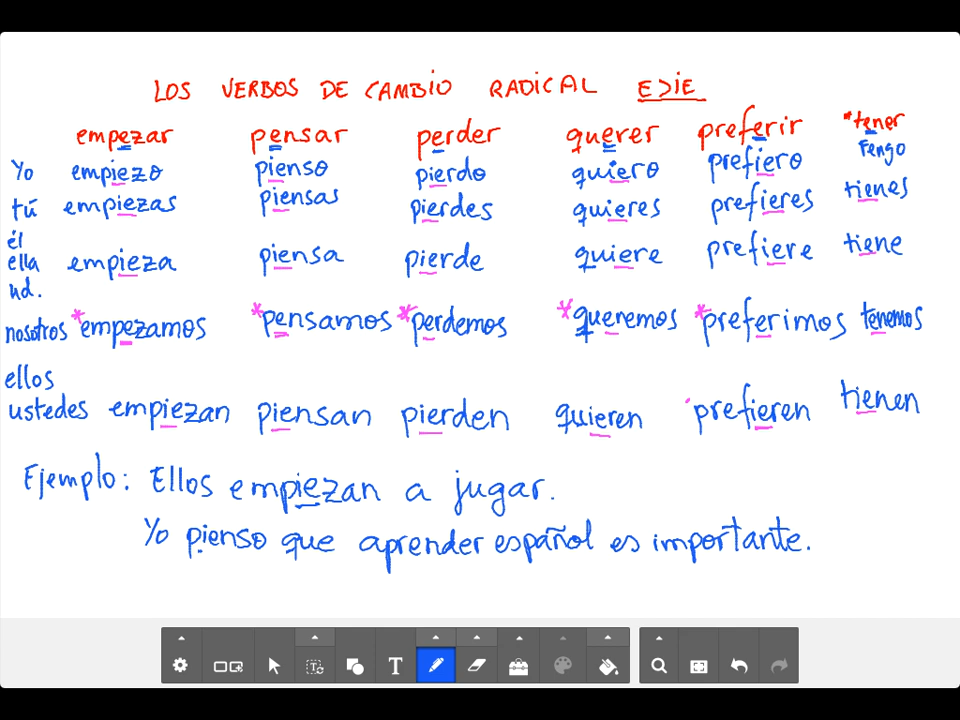 LOS VERBOS DE CAMBIO RADICAL E>IE
empezar pensar perder querer preferir *tener
Yo empiezo pienso pierdo quiero prefiero tengo
tú empiezas piensas pierdes quieres prefieres tienes
él
ella empieza piensa pierde quiere prefiere tiene
ud.
nosotros *empezamos *pensamos *perdemos *queremos *preferimos tenemos
ellos
ustedes empiezan piensan pierden quieren prefieren tienen
Ejemplo: Ellos empiezan a jugar.
Yo pienso que aprender español es importante.
T